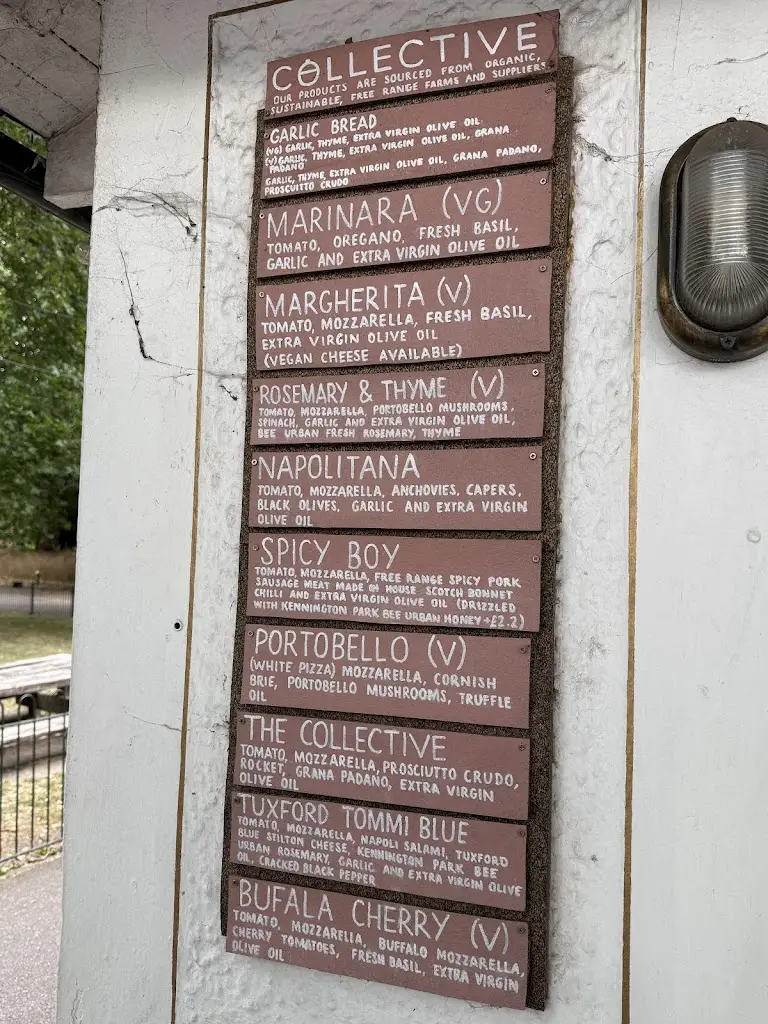 COLLECTIVE
OUR PRODUCTS ARE SOURCED FROM ORGANIC,
SUSTAINABLE, FREE RANGE FARMS AND SUPPLIERS
GARLIC BREAD
(VG) GARLIC, THYME, EXTRA VIRGIN OLIVE OIL
(V) GARLIC, THYME, EXTRA VIRGIN OLIVE OIL, GRANA
PADANO
GARLIC, THYME, EXTRA VIRGIN OLIVE OIL, GRANA PADANO,
PROSCUITTO CRUDO
MARINARA (VG)
TOMATO, OREGANO, FRESH BASIL,
GARLIC AND EXTRA VIRGIN OLIVE OIL
MARGHERITA (V)
TOMATO, MOZZARELLA, FRESH BASIL,
EXTRA VIRGIN OLIVE OIL
(VEGAN CHEESE AVAILABLE)
ROSEMARY & THYME (V)
TOMATO, MOZZARELLA, PORTOBELLO MUSHROOMS,
SPINACH, GARLIC AND EXTRA VIRGIN OLIVE OIL,
BEE URBAN FRESH ROSEMARY, THYME
NAPOLITANA
TOMATO, MOZZARELLA, ANCHOVIES, CAPERS,
BLACK OLIVES, GARLIC AND EXTRA VIRGIN
OLIVE OIL
SPICY BOY
TOMATO, MOZZARELLA, FREE RANGE SPICY PORK
SAUSAGE MEAT MADE ON HOUSE SCOTCH BONNET
CHILLI AND EXTRA VIRGIN OLIVE OIL (DRIZZLED
WITH KENNINGTON PARK BEE URBAN HONEY +£2.2)
PORTOBELLO (V)
(WHITE PIZZA) MOZZARELLA, CORNISH
BRIE, PORTOBELLO MUSHROOMS, TRUFFLE
OIL
THE COLLECTIVE
TOMATO, MOZZARELLA, PROSCIUTTO CRUDO,
ROCKET, GRANA PADANO, EXTRA VIRGIN
OLIVE OIL
TUXFORD TOMMI BLUE
TOMATO, MOZZARELLA, NAPOLI SALAMI, TUXFORD
BLUE STILTON CHEESE, KENNINGTON PARK BEE
URBAN ROSEMARY, GARLIC AND EXTRA VIRGIN OLIVE
OIL, CRACKED BLACK PEPPER
BUFALA CHERRY (V)
TOMATO, MOZZARELLA, BUFFALO MOZZARELLA,
CHERRY TOMATOES, FRESH BASIL, EXTRA VIRGIN
OLIVE OIL